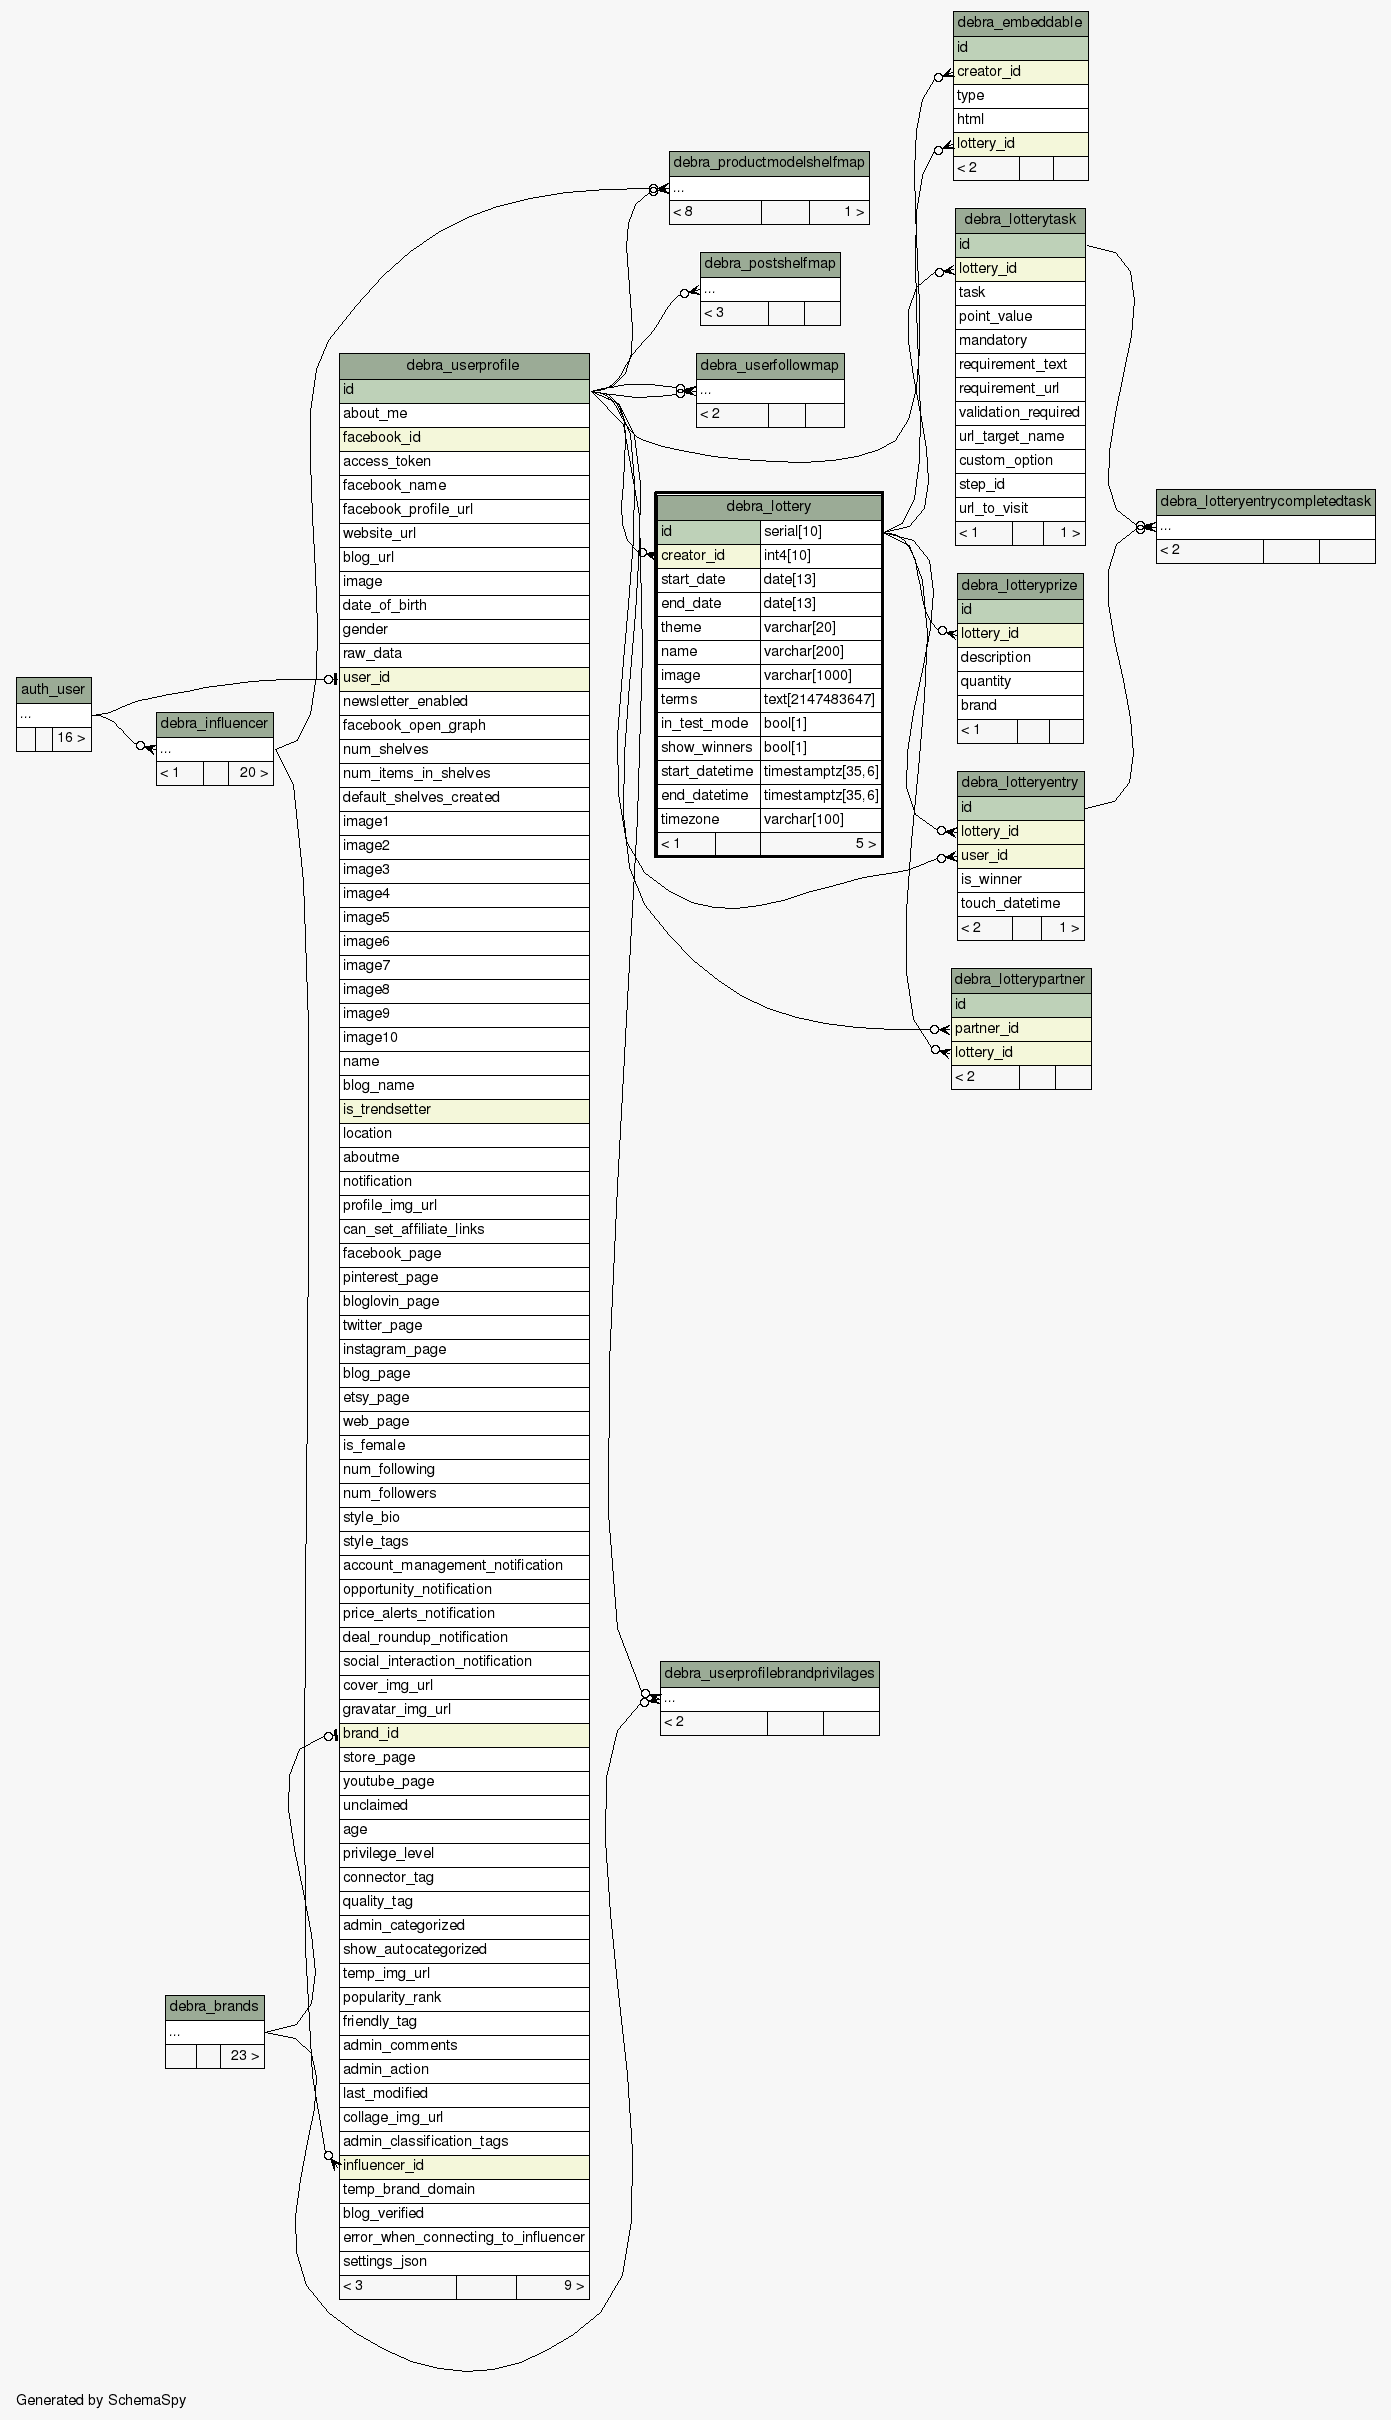 debra_embeddable
id
creator_id
type
html
lottery_id
< 2
debra_productmodelshelfmap
...
< 8 1 >
debra_lotterytask
id
lottery_id
task
point_value
mandatory
requirement_text
requirement_url
validation_required
url_target_name
custom_option
step_id
url_to_visit
< 1 1 >
debra_postshelfmap
...
< 3
debra_userfollowmap
...
< 2
debra_userprofile
id
about_me
facebook_id
access_token
facebook_name
facebook_profile_url
website_url
blog_url
image
date_of_birth
gender
raw_data
user_id
newsletter_enabled
facebook_open_graph
num_shelves
num_items_in_shelves
default_shelves_created
image1
image2
image3
image4
image5
image6
image7
image8
image9
image10
name
blog_name
is_trendsetter
location
aboutme
notification
profile_img_url
can_set_affiliate_links
facebook_page
pinterest_page
bloglovin_page
twitter_page
instagram_page
blog_page
etsy_page
web_page
is_female
num_following
num_followers
style_bio
style_tags
account_management_notification
opportunity_notification
price_alerts_notification
deal_roundup_notification
social_interaction_notification
cover_img_url
gravatar_img_url
brand_id
store_page
youtube_page
unclaimed
age
privilege_level
connector_tag
quality_tag
admin_categorized
show_autocategorized
temp_img_url
popularity_rank
friendly_tag
admin_comments
admin_action
last_modified
collage_img_url
admin_classification_tags
influencer_id
temp_brand_domain
blog_verified
error_when_connecting_to_influencer
settings_json
< 3 9 >
debra_lottery
id serial[10]
creator_id int4[10]
start_date date[13]
end_date date[13]
theme varchar[20]
name varchar[200]
image varchar[1000]
terms text[2147483647]
in_test_mode bool[1]
show_winners bool[1]
start_datetime timestamptz[35,6]
end_datetime timestamptz[35,6]
timezone varchar[100]
< 1 5 >
debra_lotteryentrycompletedtask
...
< 2
debra_lotteryprize
id
lottery_id
description
quantity
brand
< 1
auth_user
...
16 >
debra_influencer
...
< 1 20 >
debra_lotteryentry
id
lottery_id
user_id
is_winner
touch_datetime
< 2 1 >
debra_lotterypartner
id
partner_id
lottery_id
< 2
debra_userprofilebrandprivilages
...
< 2
debra_brands
...
23 >
Generated by SchemaSpy